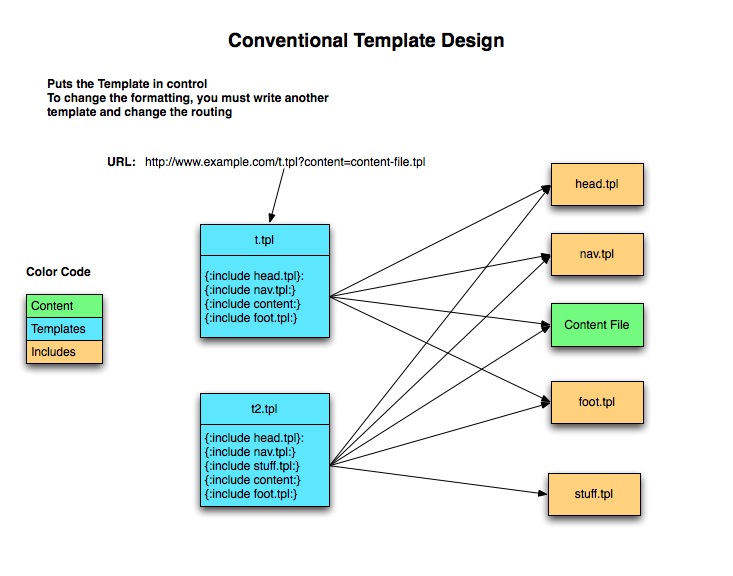 Conventional Template Design
Puts the Template in control
To change the formatting, you must write another
template and change the routing
URL: http://www.example.com/t.tpl?content=content-file.tpl
head.tpl
t.tpl
nav.tpl
Color Code
{:include head.tpl}:
{:include nav.tpl:}
{:include content:}
{:include foot.tpl:}
Content
Templates
Includes
Content File
t2.tpl
foot.tpl
{:include head.tpl}:
{:include nav.tpl:}
{:include stuff.tpl:}
{:include content:}
{:include foot.tpl:}
stuff.tpl